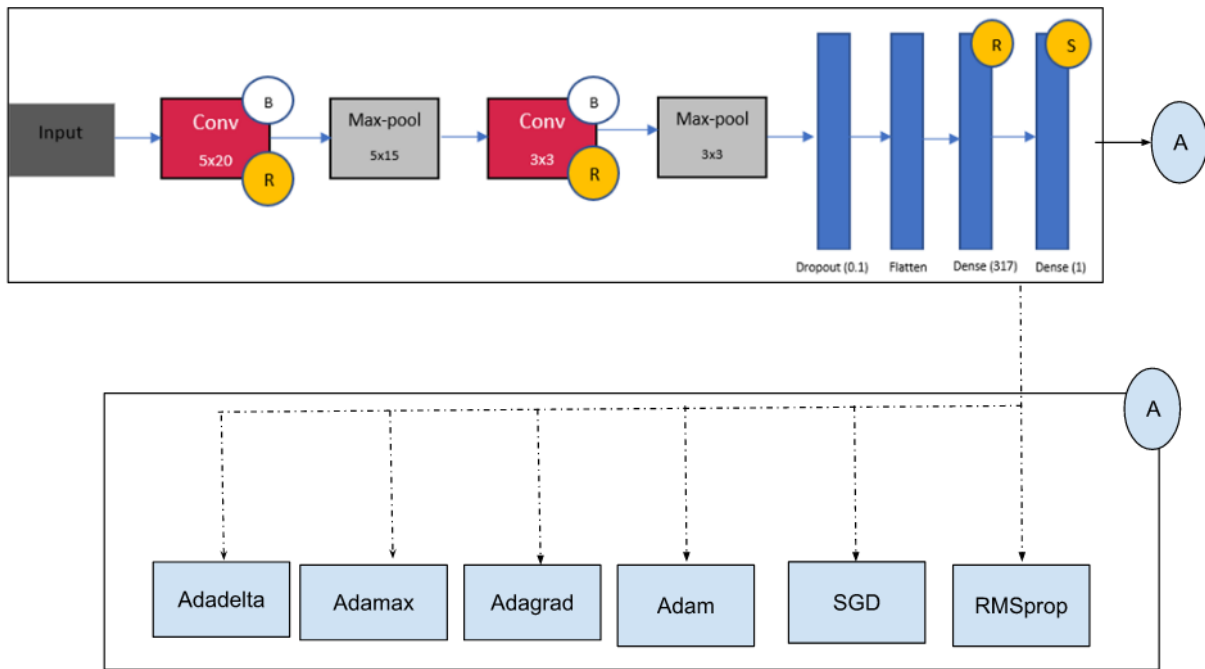 Input
Conv
5x20
B
R
Max-pool
5x15
Conv
3x3
B
R
Max-pool
3x3
R
S
Dropout (0.1)
Flatten
Dense (317)
Dense (1)
A
A
Adadelta
Adamax
Adagrad
Adam
SGD
RMSprop